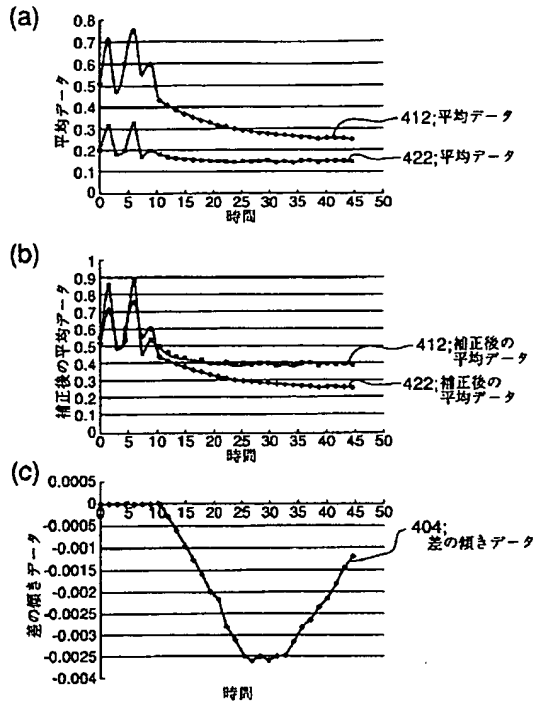 (a)
平均データ
0.8
0.7
0.6
0.5
0.4
0.3
0.2
0.1
0
0 5 10 15 20 25 30 35 40 45 50
時間
412;平均データ
422;平均データ
(b)
補正後の平均データ
1
0.9
0.8
0.7
0.6
0.5
0.4
0.3
0.2
0.1
0
0 5 10 15 20 25 30 35 40 45 50
時間
412;補正後の
平均データ
422;補正後の
平均データ
(c)
差の傾きデータ
0.0005
0
-0.0005
-0.001
-0.0015
-0.002
-0.0025
-0.003
-0.0025
-0.004
0 5 10 15 20 25 30 35 40 45 50
時間
404;
差の傾きデータ